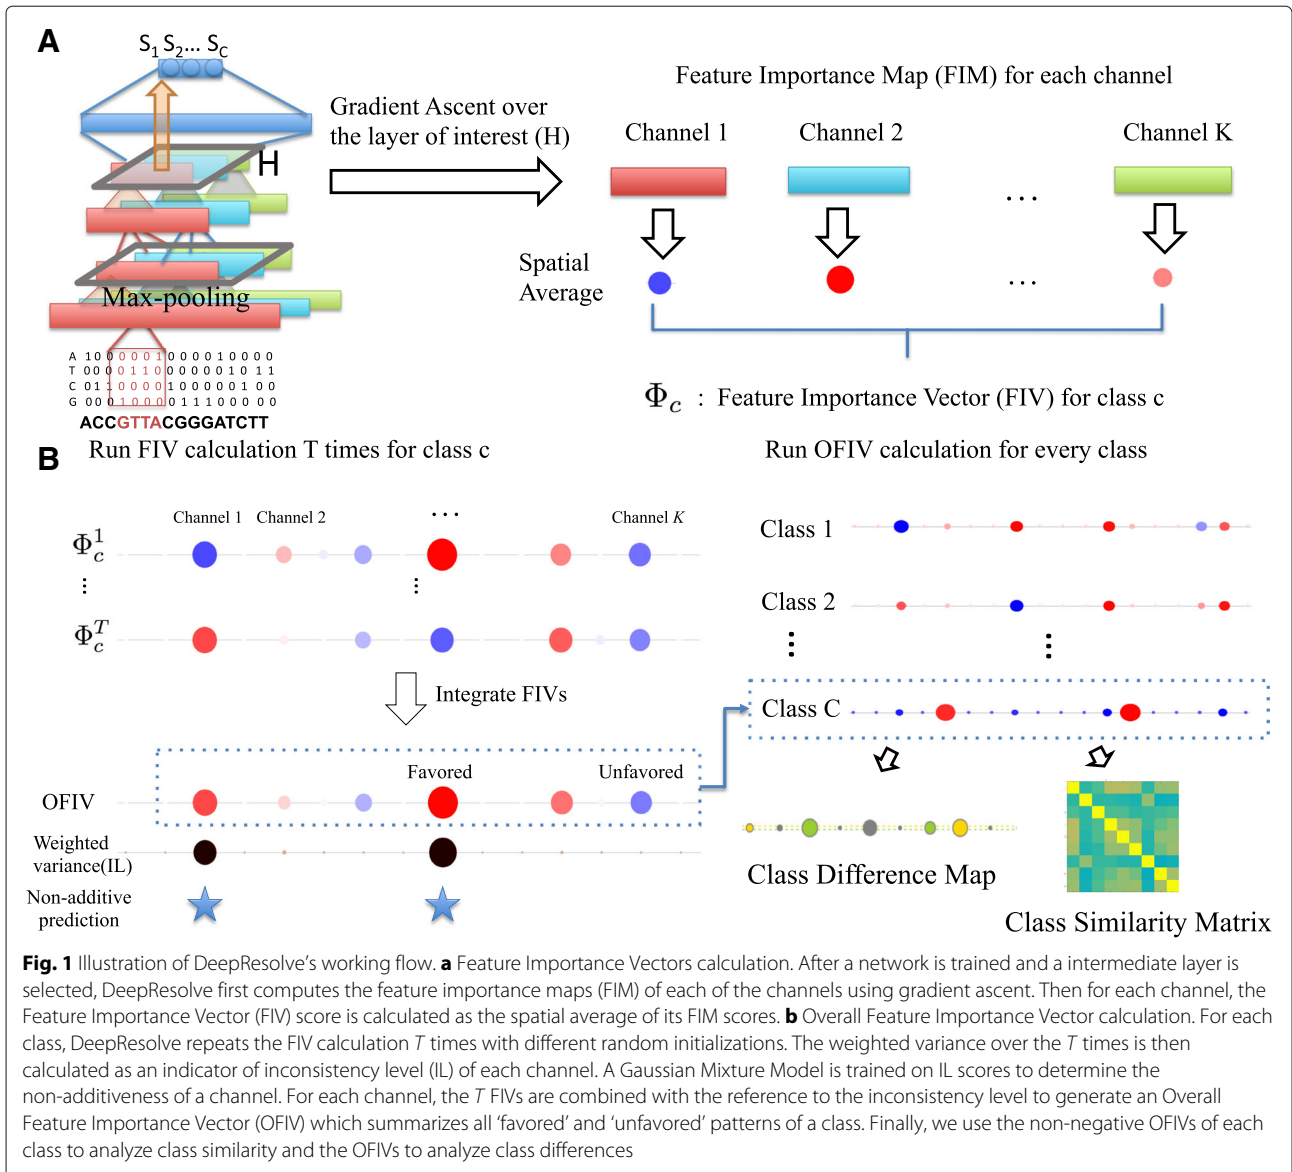 A
S1 S2... SC
Feature Importance Map (FIM) for each channel
Gradient Ascent over
the layer of interest (H)
Channel 1 Channel 2 Channel K
H
...
Spatial
Average
...
Max-pooling
A 1 0 0 0 0 0 1 0 0 0 0 1 0 0 0 0
T 0 0 0 0 1 1 0 0 0 0 0 0 1 0 1 1
C 0 1 1 0 0 0 0 1 0 0 0 0 0 1 0 0
G 0 0 0 1 0 0 0 0 1 1 1 0 0 0 0 0
ACCGTTACGGGATCTT
Φc : Feature Importance Vector (FIV) for class c
B
Run FIV calculation T times for class c
Run OFIV calculation for every class
Channel 1 Channel 2 ... Channel K
Φ1c
⋮ ⋮
ΦTc
Integrate FIVs
Class 1
Class 2
⋮ ⋮
Class C
Favored Unfavored
OFIV
Weighted
variance(IL)
Non-additive
prediction
Class Difference Map
Class Similarity Matrix
Fig. 1 Illustration of DeepResolve's working flow. a Feature Importance Vectors calculation. After a network is trained and a intermediate layer is
selected, DeepResolve first computes the feature importance maps (FIM) of each of the channels using gradient ascent. Then for each channel, the
Feature Importance Vector (FIV) score is calculated as the spatial average of its FIM scores. b Overall Feature Importance Vector calculation. For each
class, DeepResolve repeats the FIV calculation T times with different random initializations. The weighted variance over the T times is then
calculated as an indicator of inconsistency level (IL) of each channel. A Gaussian Mixture Model is trained on IL scores to determine the
non-additiveness of a channel. For each channel, the T FIVs are combined with the reference to the inconsistency level to generate an Overall
Feature Importance Vector (OFIV) which summarizes all 'favored' and 'unfavored' patterns of a class. Finally, we use the non-negative OFIVs of each
class to analyze class similarity and the OFIVs to analyze class differences